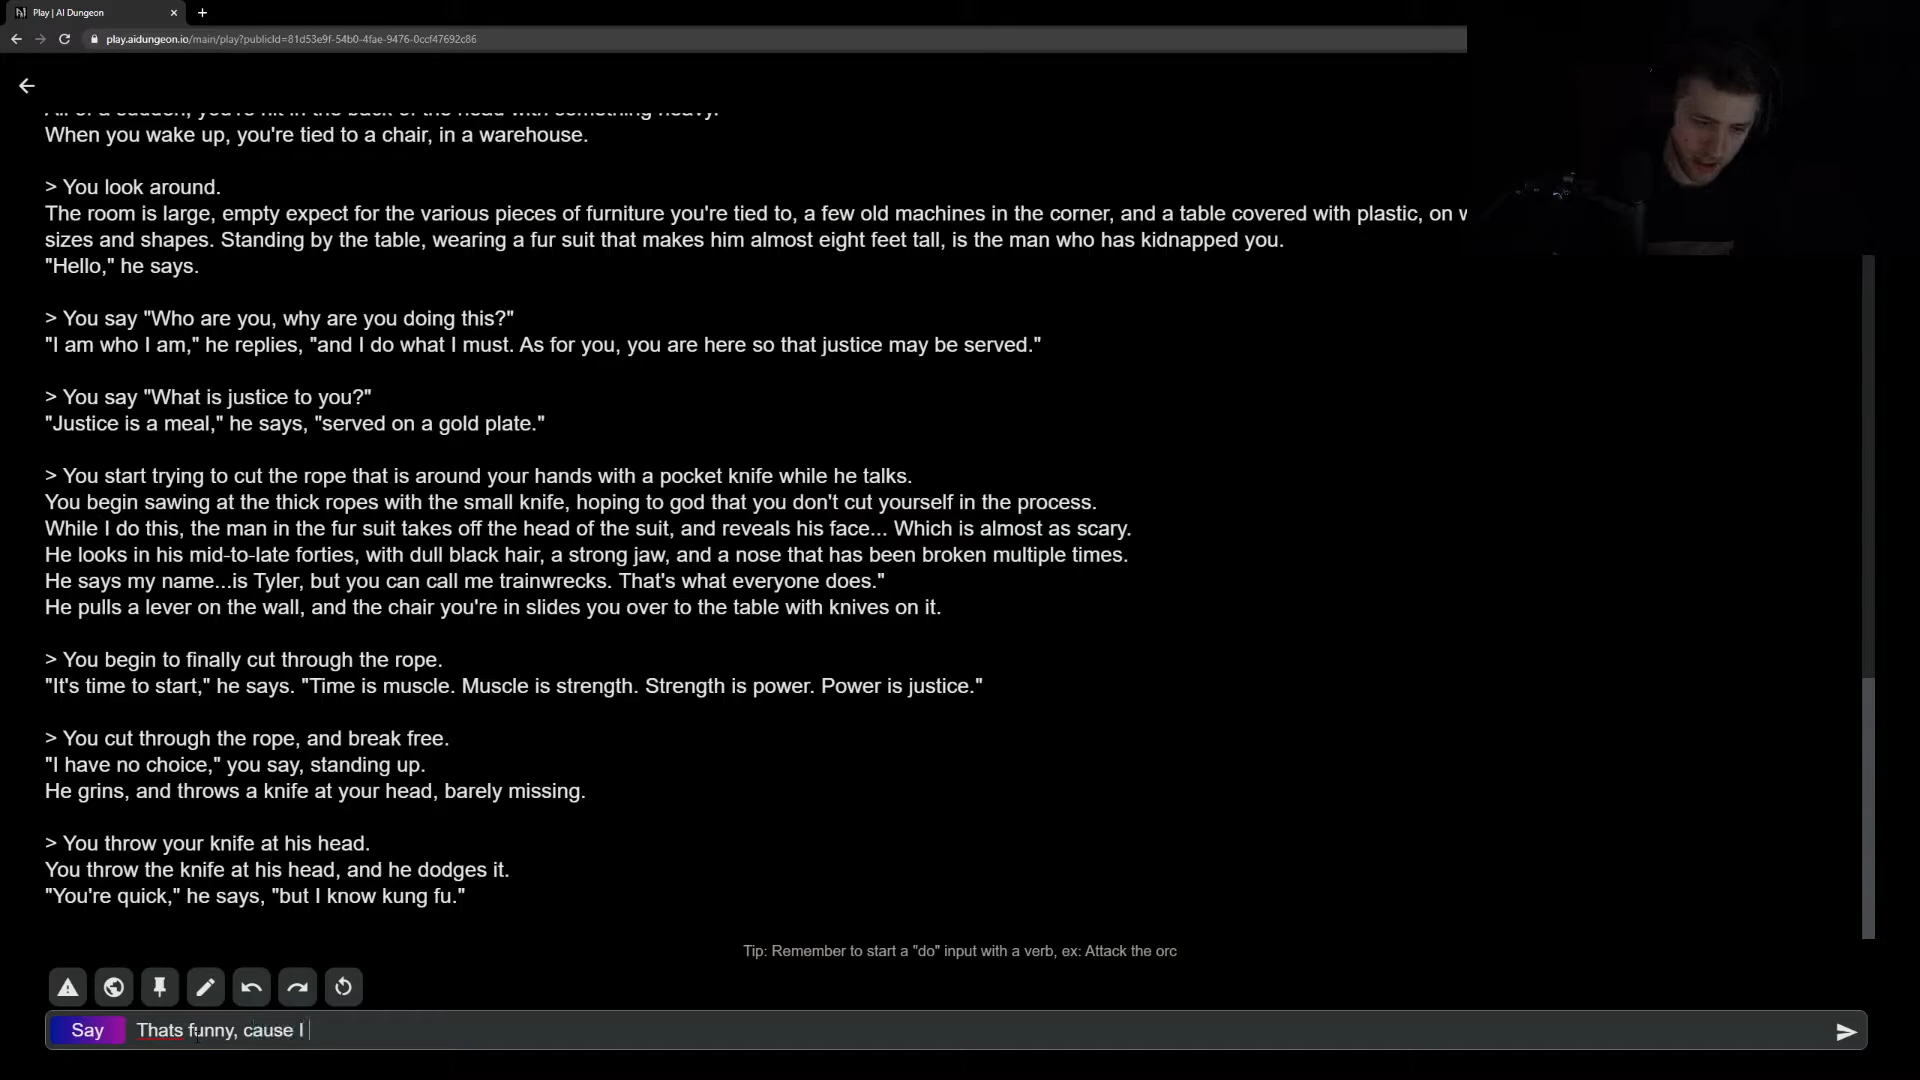 Play | AI Dungeon
play.aidungeon.io/main/play?publicId=81d53e9f-54b0-4fae-9476-0ccf47692c86
All of a sudden, you're hit in the back of the head with something heavy.
When you wake up, you're tied to a chair, in a warehouse.
> You look around.
The room is large, empty expect for the various pieces of furniture you're tied to, a few old machines in the corner, and a table covered with plastic, on
sizes and shapes. Standing by the table, wearing a fur suit that makes him almost eight feet tall, is the man who has kidnapped you.
"Hello," he says.
> You say "Who are you, why are you doing this?"
"I am who I am," he replies, "and I do what I must. As for you, you are here so that justice may be served."
> You say "What is justice to you?"
"Justice is a meal," he says, "served on a gold plate."
> You start trying to cut the rope that is around your hands with a pocket knife while he talks.
You begin sawing at the thick ropes with the small knife, hoping to god that you don't cut yourself in the process.
While I do this, the man in the fur suit takes off the head of the suit, and reveals his face... Which is almost as scary.
He looks in his mid-to-late forties, with dull black hair, a strong jaw, and a nose that has been broken multiple times.
He says my name...is Tyler, but you can call me trainwrecks. That's what everyone does."
He pulls a lever on the wall, and the chair you're in slides you over to the table with knives on it.
> You begin to finally cut through the rope.
"It's time to start," he says. "Time is muscle. Muscle is strength. Strength is power. Power is justice."
> You cut through the rope, and break free.
"I have no choice," you say, standing up.
He grins, and throws a knife at your head, barely missing.
> You throw your knife at his head.
You throw the knife at his head, and he dodges it.
"You're quick," he says, "but I know kung fu."
Tip: Remember to start a "do" input with a verb, ex: Attack the orc
Say Thats funny, cause I